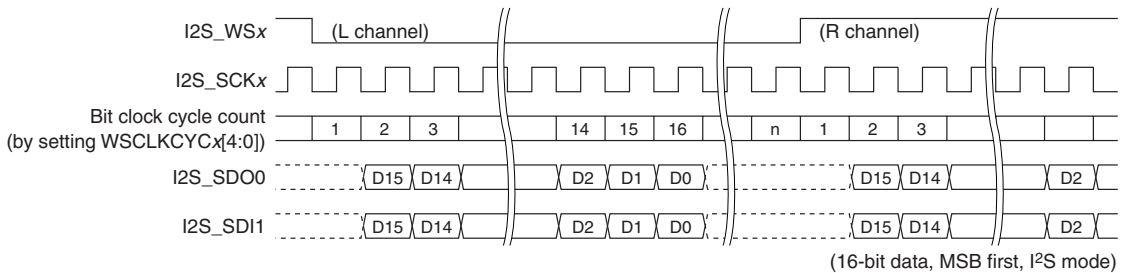 I2S_WSx (L channel) (R channel)
I2S_SCKx
Bit clock cycle count
(by setting WSCLKCYCx[4:0]) 1 2 3 14 15 16 n 1 2 3
I2S_SDO0 D15 D14 D2 D1 D0 D15 D14 D2
I2S_SDI1 D15 D14 D2 D1 D0 D15 D14 D2
(16-bit data, MSB first, I²S mode)